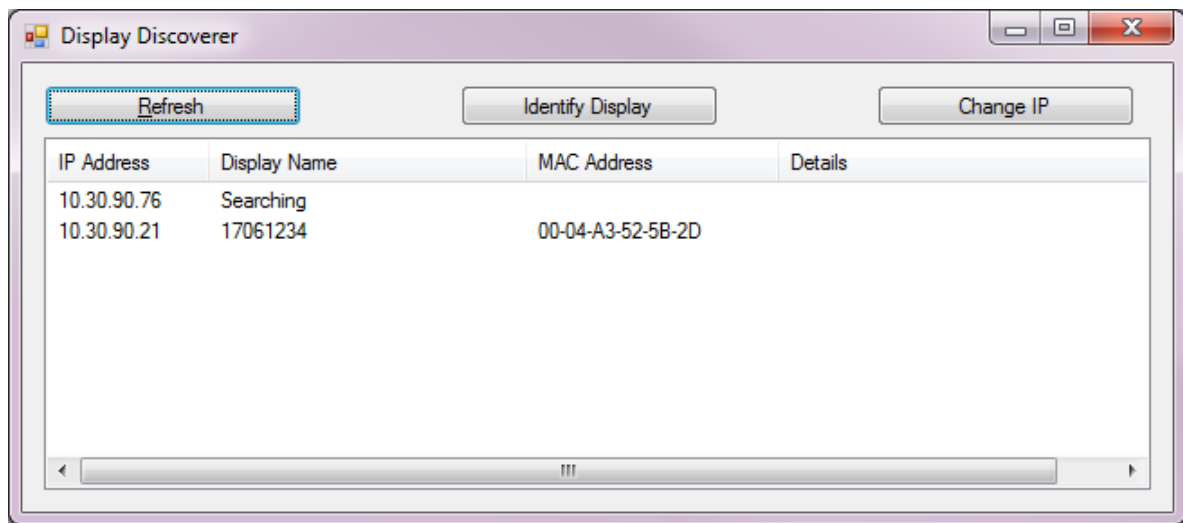 Display Discoverer
Refresh Identify Display Change IP
IP Address Display Name MAC Address Details
10.30.90.76 Searching
10.30.90.21 17061234 00-04-A3-52-5B-2D